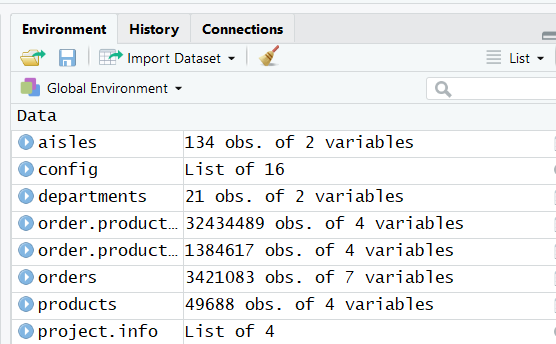 Environment History Connections
Import Dataset List
Global Environment
Data
aisles 134 obs. of 2 variables
config List of 16
departments 21 obs. of 2 variables
order.product… 32434489 obs. of 4 variables
order.product… 1384617 obs. of 4 variables
orders 3421083 obs. of 7 variables
products 49688 obs. of 4 variables
project.info List of 4